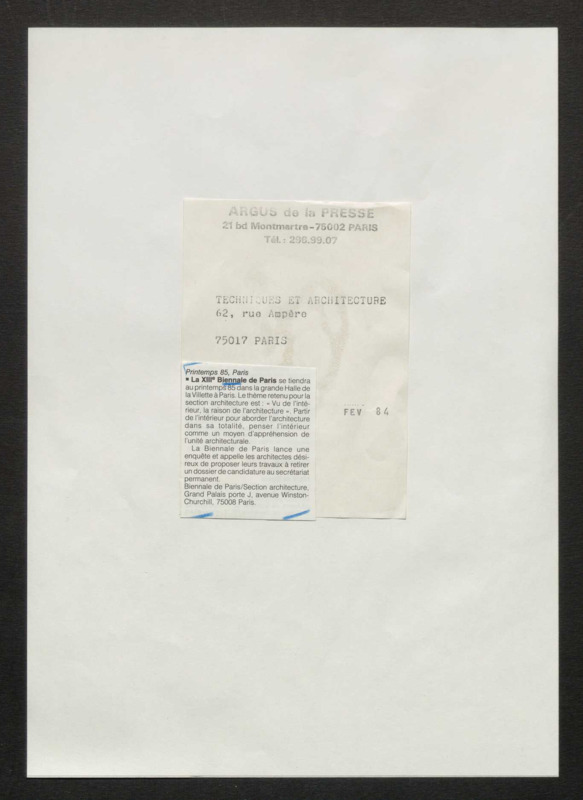 ARGUS de la PRESSE
21 bd Montmartre-75002 PARIS
Tél.: 296.99.07
TECHNIQUES ET ARCHITECTURE
62, rue Ampère
75017 PARIS
FEV 84
Printemps 85, Paris
• La XIIIe Biennale de Paris se tiendra
au printemps 85 dans la grande Halle de
la Villette à Paris. Le thème retenu pour la
section architecture est : « Vu de l'inté-
rieur, la raison de l'architecture ». Partir
de l'intérieur pour aborder l'architecture
dans sa totalité, penser l'intérieur
comme un moyen d'appréhension de
l'unité architecturale.
La Biennale de Paris lance une
enquête et appelle les architectes dési-
reux de proposer leurs travaux à retirer
un dossier de candidature au secrétariat
permanent.
Biennale de Paris/Section architecture,
Grand Palais porte J, avenue Winston-
Churchill, 75008 Paris.